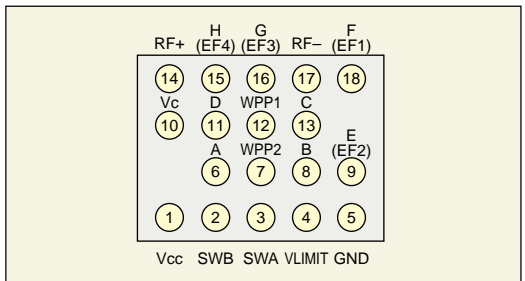 H G F
RF+ (EF4) (EF3) RF– (EF1)
14 15 16 17 18
Vc D WPP1 C
10 11 12 13
E
A WPP2 B (EF2)
6 7 8 9
1 2 3 4 5
Vcc SWB SWA VLIMIT GND